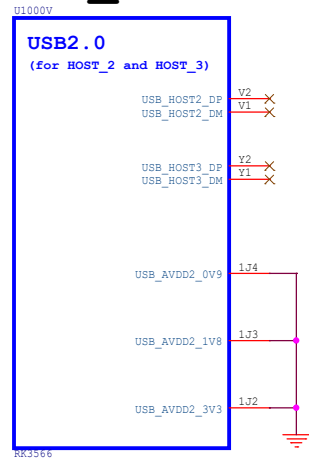 U1000V
USB2.0
(for HOST_2 and HOST_3)
USB_HOST2_DP V2
USB_HOST2_DM V1
USB_HOST3_DP Y2
USB_HOST3_DM Y1
USB_AVDD2_0V9 1J4
USB_AVDD2_1V8 1J3
USB_AVDD2_3V3 1J2
RK3566